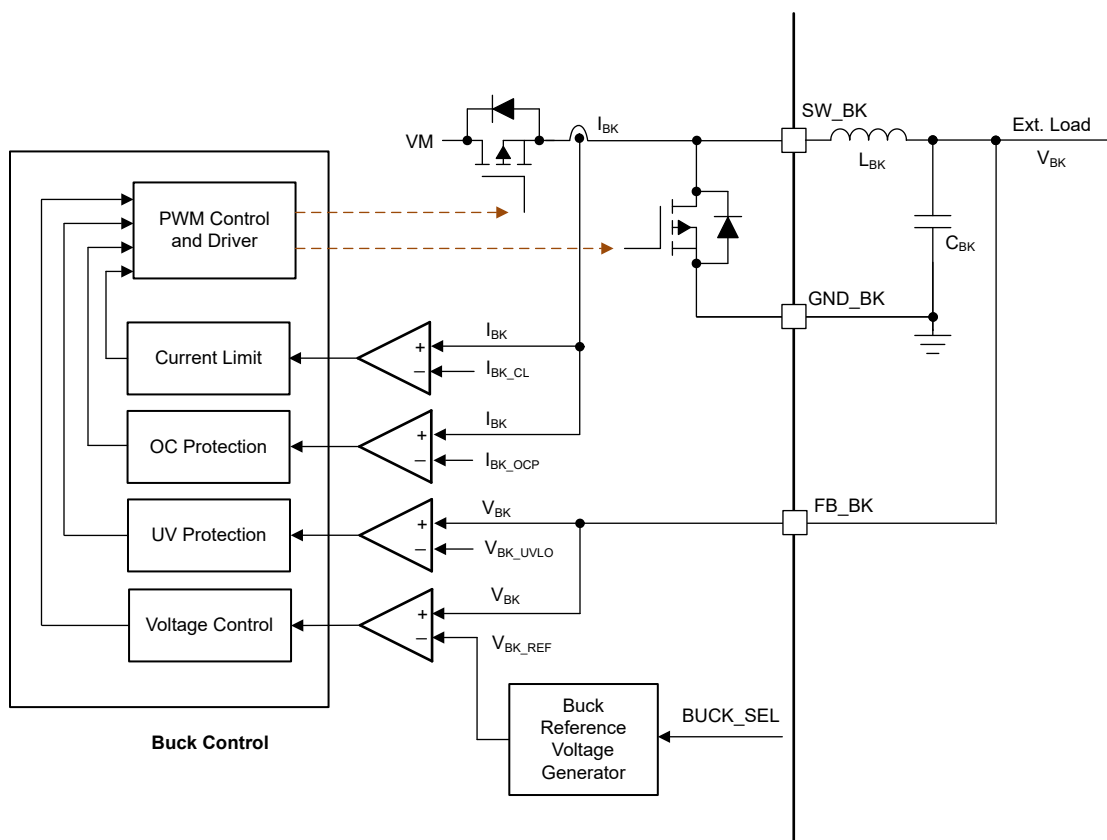 SW_BK
Ext. Load
VM
I_BK
L_BK
V_BK
PWM Control
and Driver
C_BK
GND_BK
I_BK
+
Current Limit
−
I_BK_CL
I_BK
+
OC Protection
−
I_BK_OCP
V_BK
FB_BK
+
UV Protection
−
V_BK_UVLO
V_BK
+
Voltage Control
−
V_BK_REF
Buck
Reference
Voltage
Generator
BUCK_SEL
Buck Control